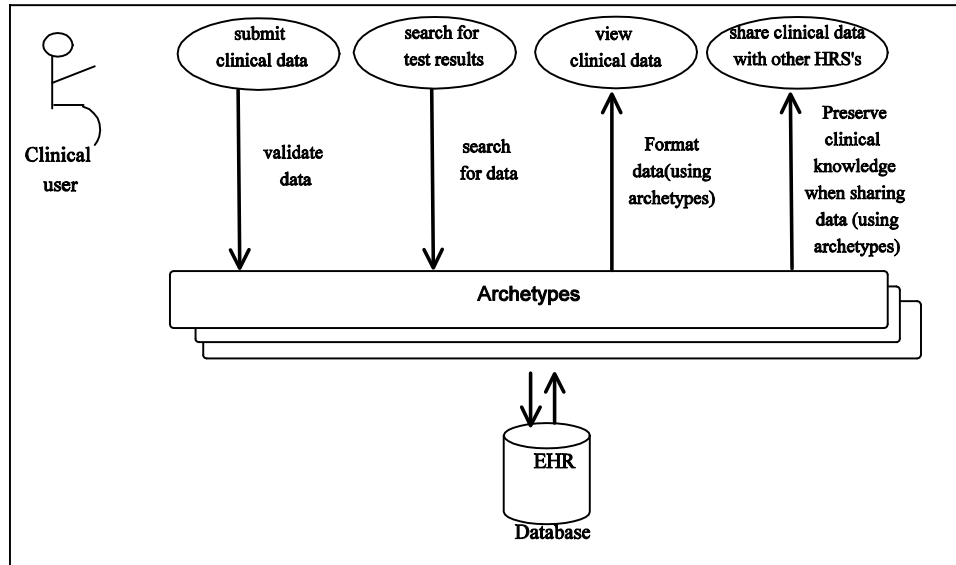 submit
clinical data
search for
test results
view
clinical data
share clinical data
with other HRS's
Clinical
user
validate
data
search
for data
Format
data(using
archetypes)
Preserve
clinical
knowledge
when sharing
data (using
archetypes)
Archetypes
EHR
Database